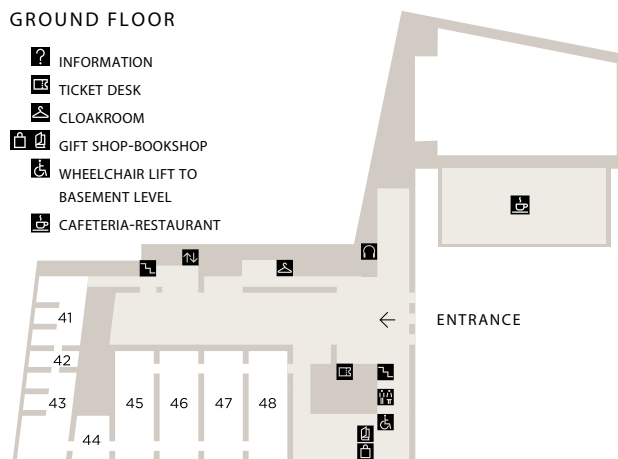 GROUND FLOOR
? INFORMATION
TICKET DESK
CLOAKROOM
GIFT SHOP-BOOKSHOP
WHEELCHAIR LIFT TO
BASEMENT LEVEL
CAFETERIA-RESTAURANT
ENTRANCE
41
42
43
44
45
46
47
48